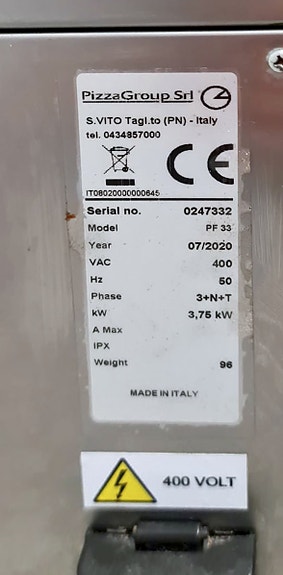 PizzaGroup Srl
S.VITO Tagl.to (PN) - Italy
tel. 0434857000
CE
IT08020000000645
Serial no. 0247332
Model PF 33
Year 07/2020
VAC 400
Hz 50
Phase 3+N+T
kW 3,75 kW
A Max
IPX
Weight 96
MADE IN ITALY
400 VOLT